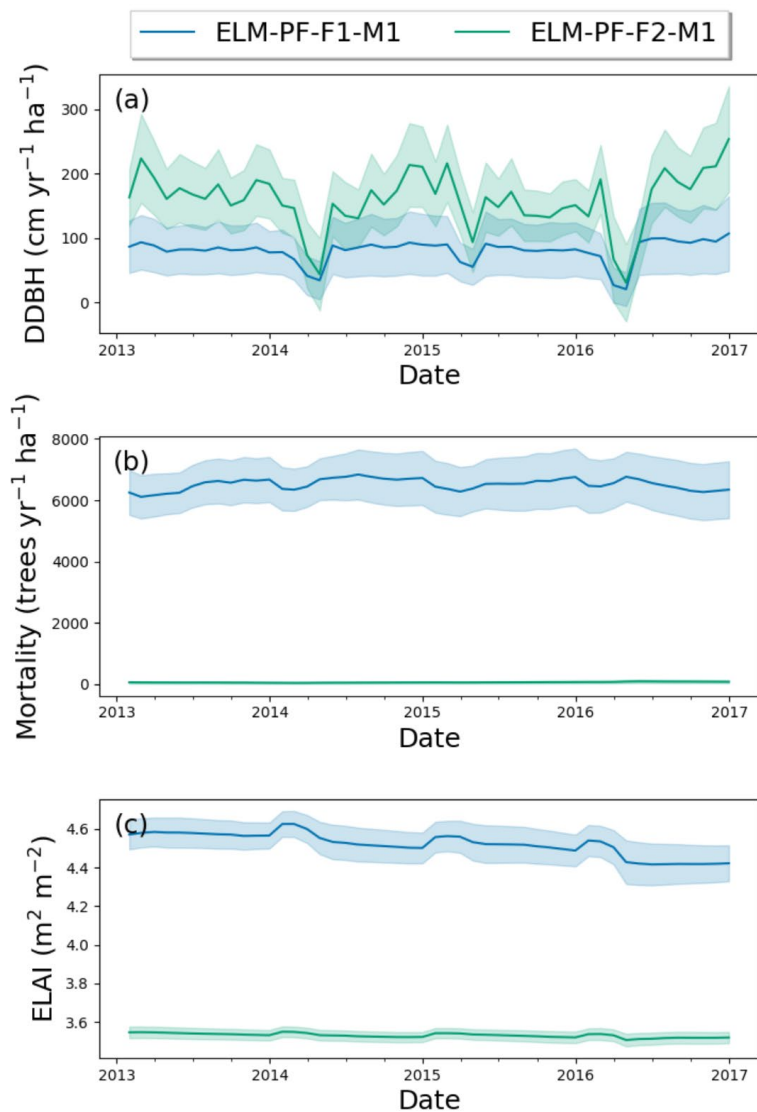 ELM-PF-F1-M1 ELM-PF-F2-M1
(a)
DDBH (cm yr⁻¹ ha⁻¹)
300
200
100
0
2013 2014 2015 2016 2017
Date
(b)
Mortality (trees yr⁻¹ ha⁻¹)
8000
6000
4000
2000
0
2013 2014 2015 2016 2017
Date
(c)
ELAI (m² m⁻²)
4.6
4.4
4.2
4.0
3.8
3.6
2013 2014 2015 2016 2017
Date